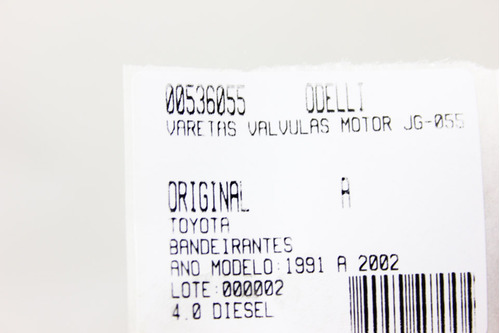 00536055 ODELLI
VARETAS VALVULAS MOTOR JG-055
ORIGINAL A
TOYOTA
BANDEIRANTES
ANO MODELO:1991 A 2002
LOTE:000002
4.0 DIESEL